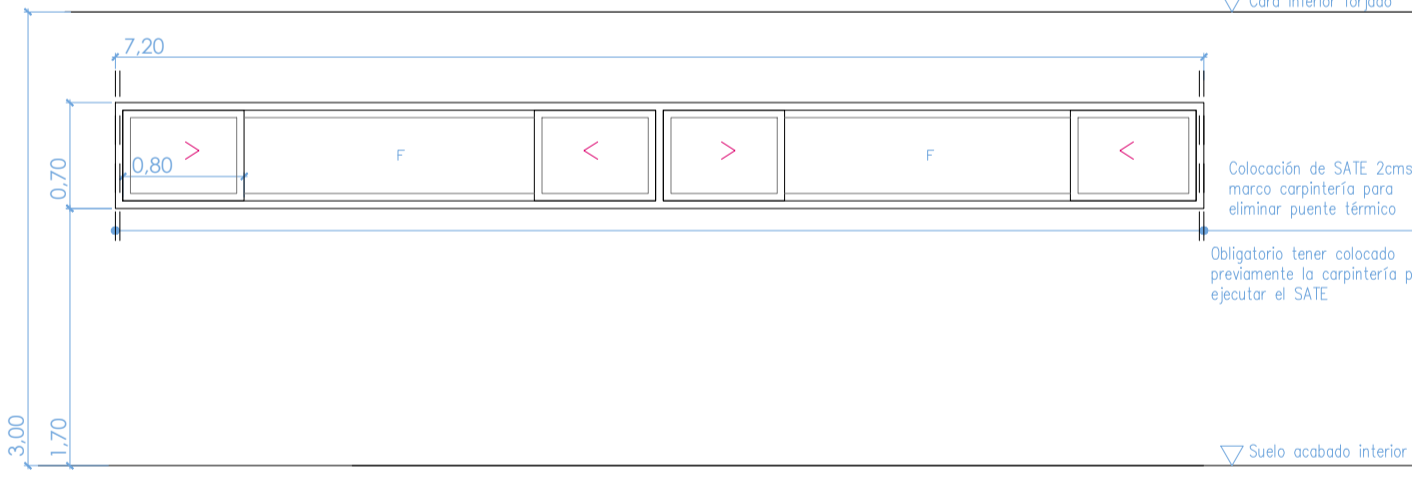 Cara inferior forjado
7,20
0,80
F
F
0,70
Colocación de SATE 2cms
marco carpintería para
eliminar puente térmico
Obligatorio tener colocado
previamente la carpintería p
ejecutar el SATE
3,00
1,70
Suelo acabado interior